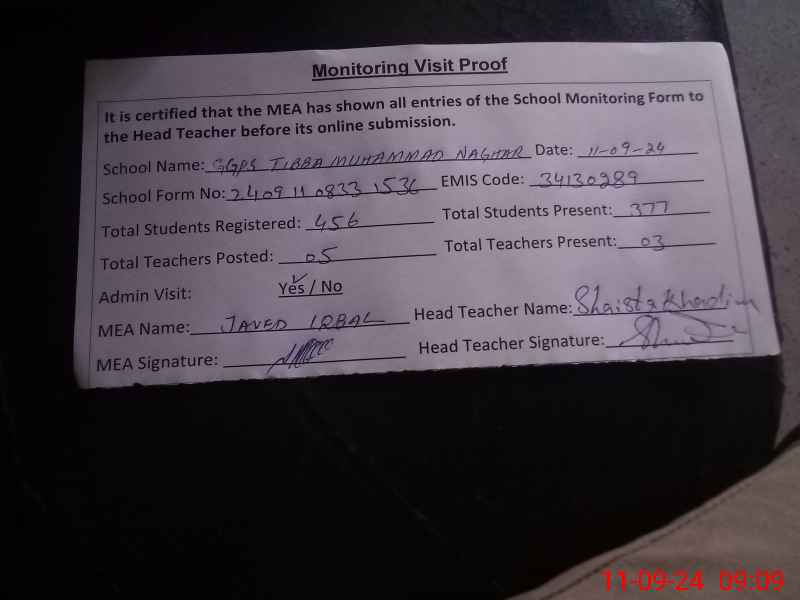 Monitoring Visit Proof
It is certified that the MEA has shown all entries of the School Monitoring Form to
the Head Teacher before its online submission.
School Name: GGPS TIBBA MUHAMMAD NAGHAR Date: 11-09-24
School Form No: 2409 11 0833 1536 EMIS Code: 34130289
Total Students Registered: 456 Total Students Present: 377
Total Teachers Posted: 05 Total Teachers Present: 03
Admin Visit: Yes / No
MEA Name: JAVED IQBAL Head Teacher Name: Shaista Khadim
MEA Signature: Head Teacher Signature:
11-09-24 09:09